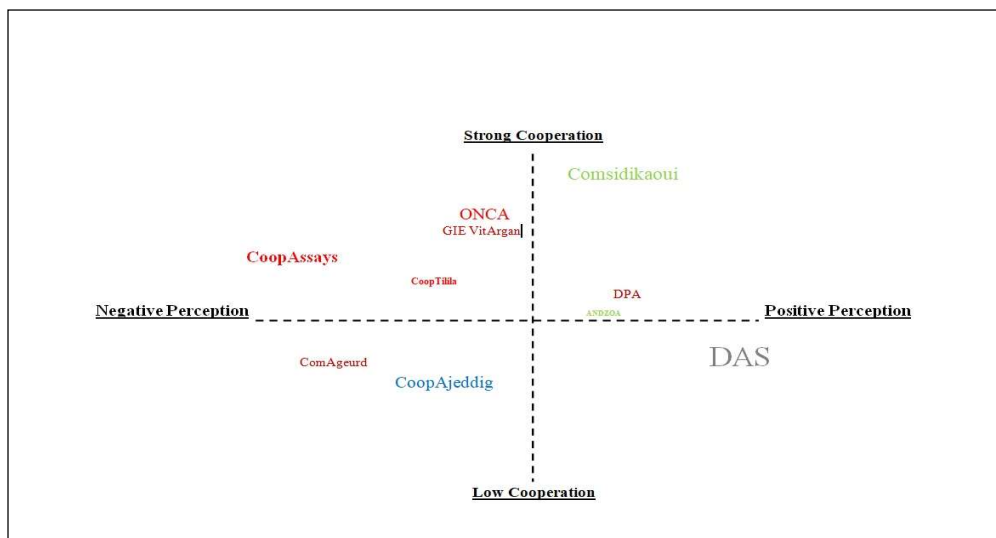 Strong Cooperation
Comsidikaoui
ONCA
GIE VitArgan
CoopAssays
CoopTilila
DPA
Negative Perception
ANDZOA
Positive Perception
ComAgeurd
DAS
CoopAjeddig
Low Cooperation